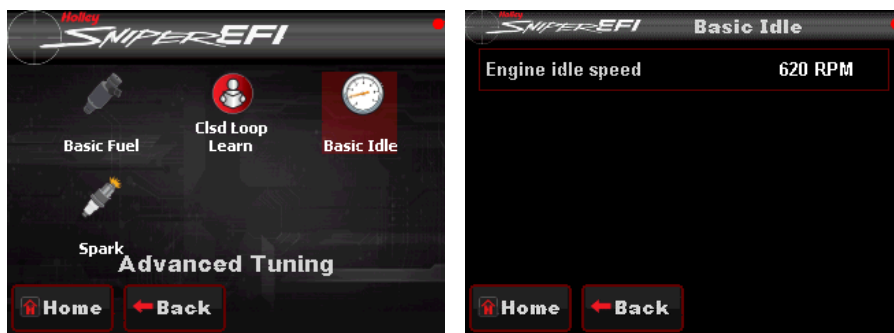 Holley
SNIPER EFI
Basic Fuel
Clsd Loop
Learn
Basic Idle
Spark
Advanced Tuning
Home
Back
Holley
SNIPER EFI
Basic Idle
Engine idle speed 620 RPM
Home
Back